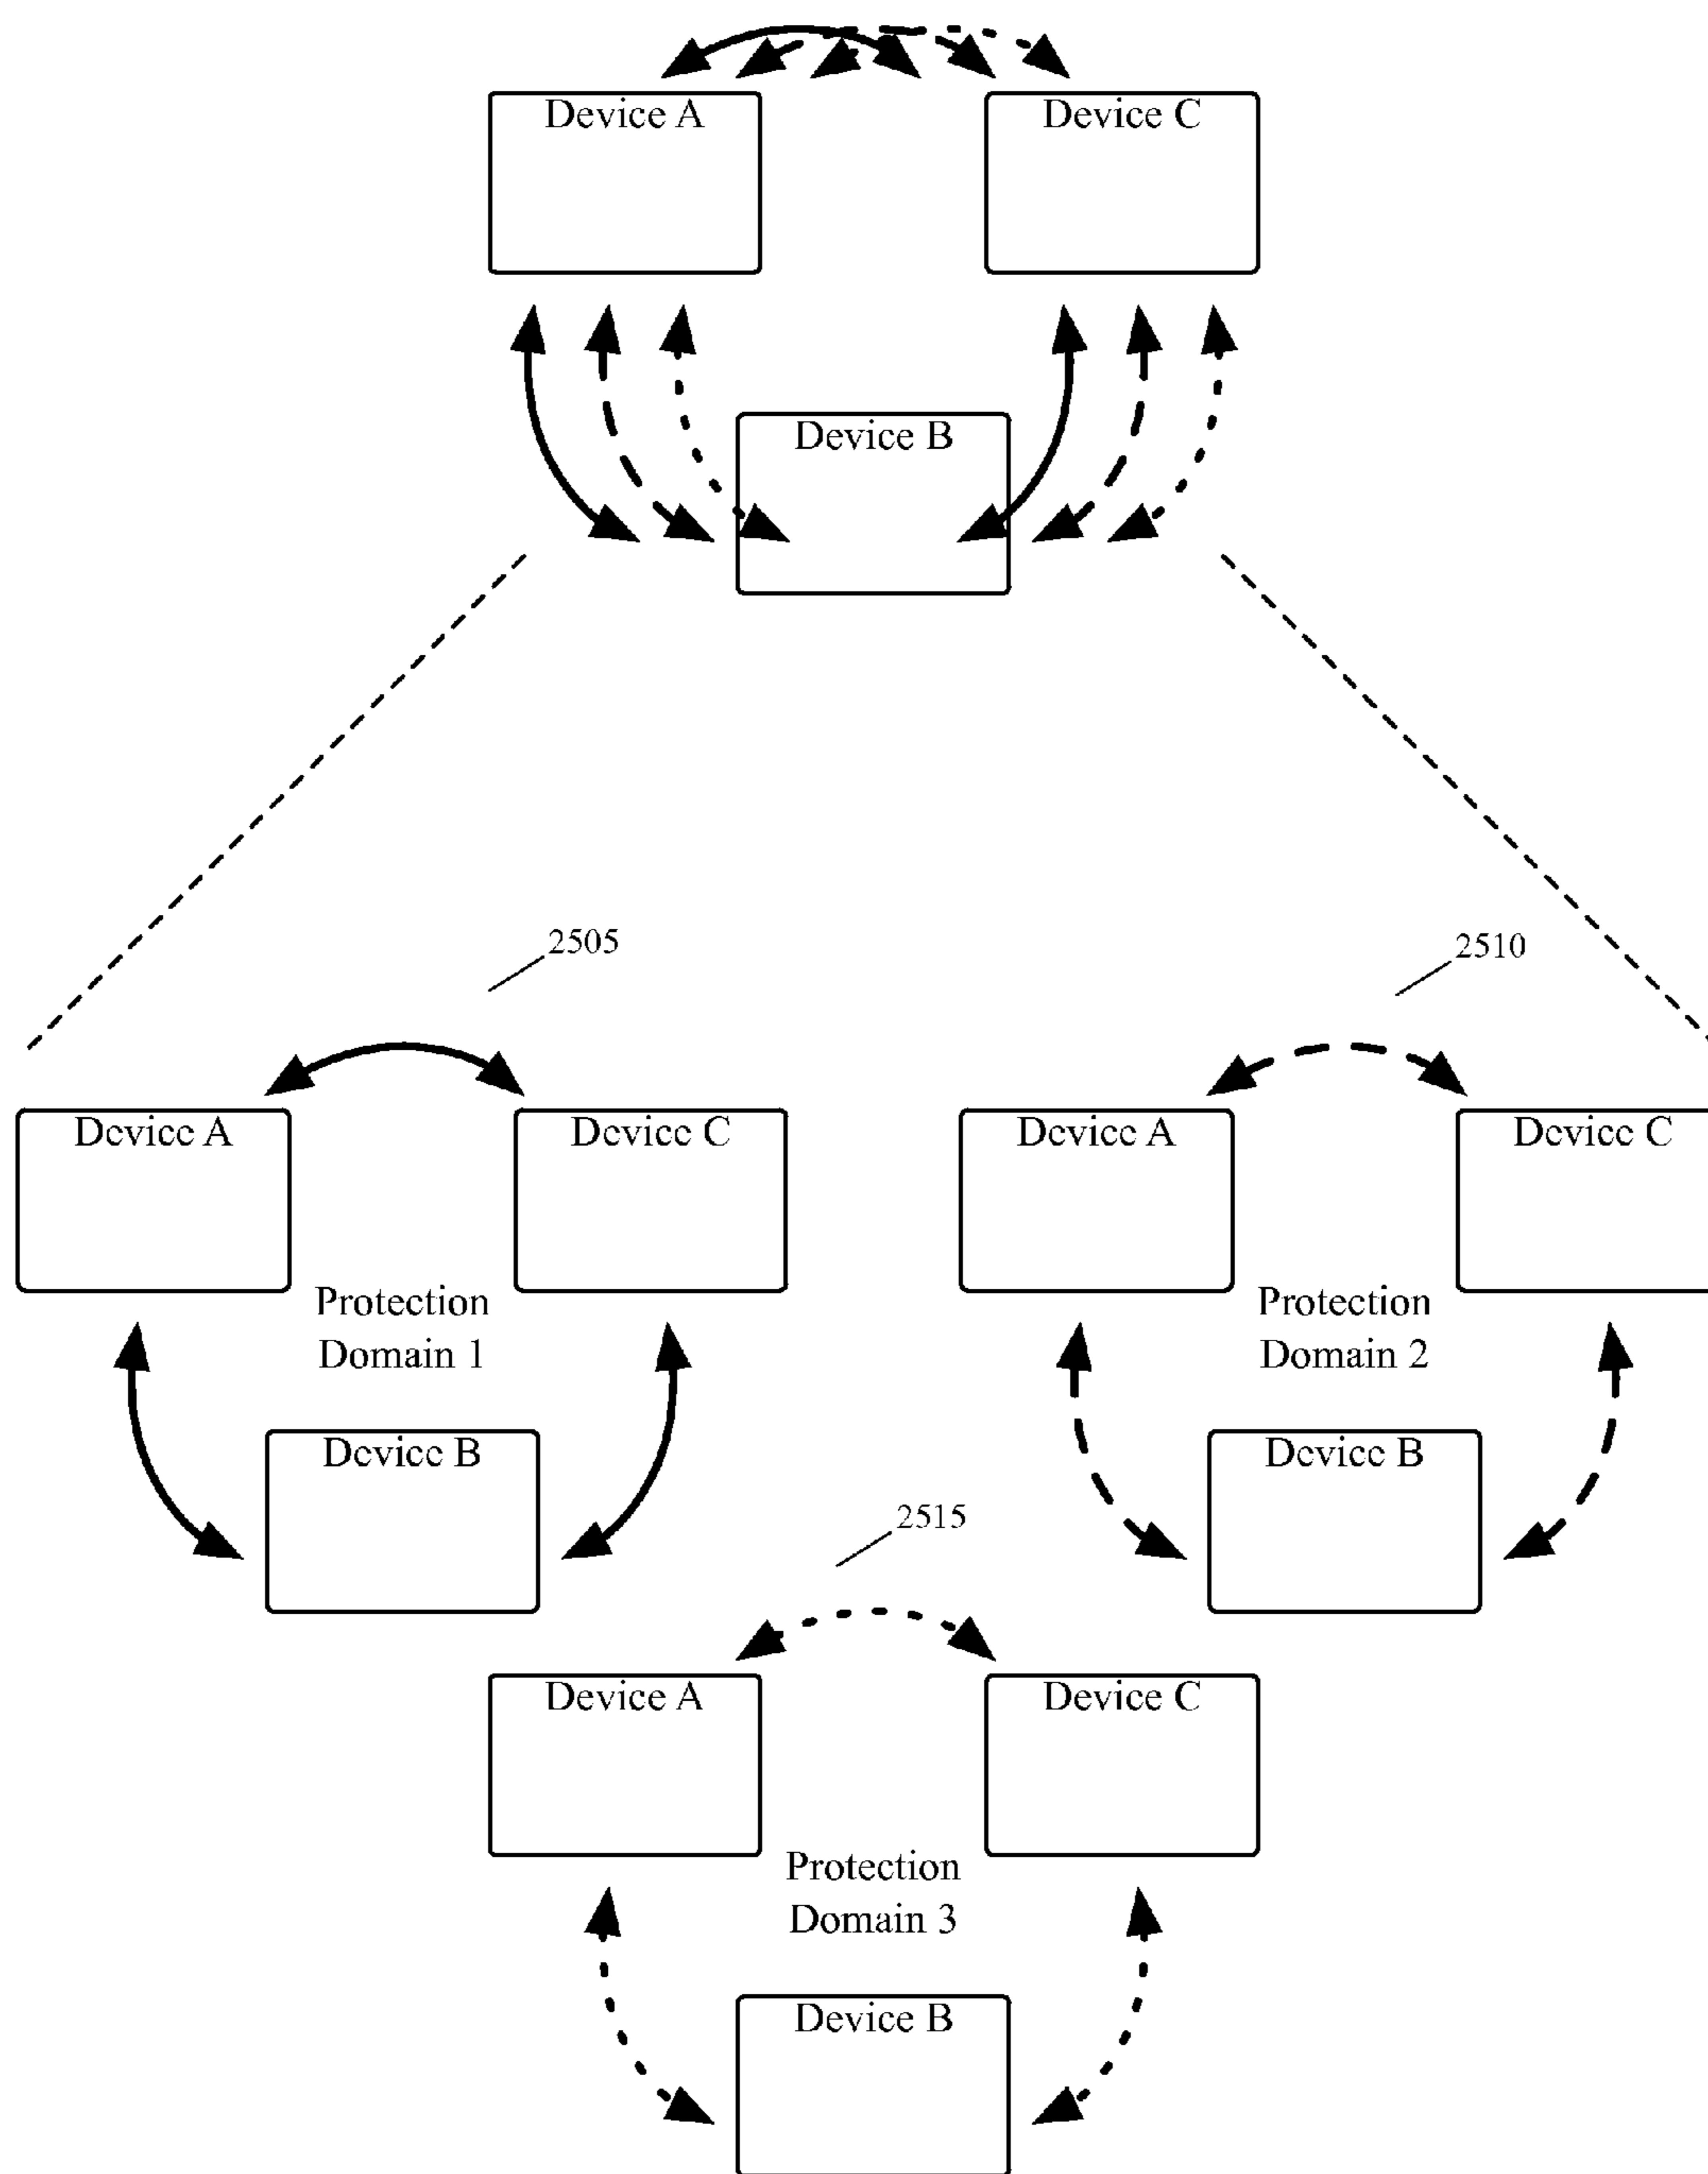 Device A
Device C
Device B
2505
2510
Device A
Device C
Device A
Device C
Protection
Domain 1
Protection
Domain 2
Device B
Device B
2515
Device A
Device C
Protection
Domain 3
Device B